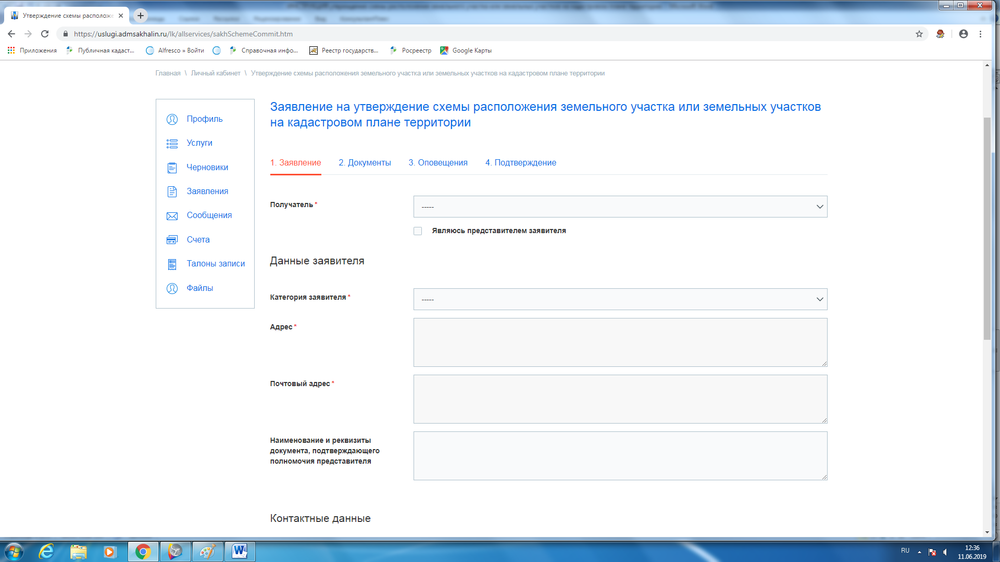 Утверждение схемы расположе
https://uslugi.admsakhalin.ru/lk/allservices/sakhSchemeCommit.htm
Приложения Публичная кадаст... Alfresco » Войти Справочная инфо... Реестр государств... Росреестр Google Карты
Главная \ Личный кабинет \ Утверждение схемы расположения земельного участка или земельных участков на кадастровом плане территории
Профиль
Услуги
Черновики
Заявления
Сообщения
Счета
Талоны записи
Файлы
Заявление на утверждение схемы расположения земельного участка или земельных участков
на кадастровом плане территории
1. Заявление 2. Документы 3. Оповещения 4. Подтверждение
Получатель * -----
Являюсь представителем заявителя
Данные заявителя
Категория заявителя * -----
Адрес *
Почтовый адрес *
Наименование и реквизиты
документа, подтверждающего
полномочия представителя
Контактные данные
RU 12:36
11.06.2019